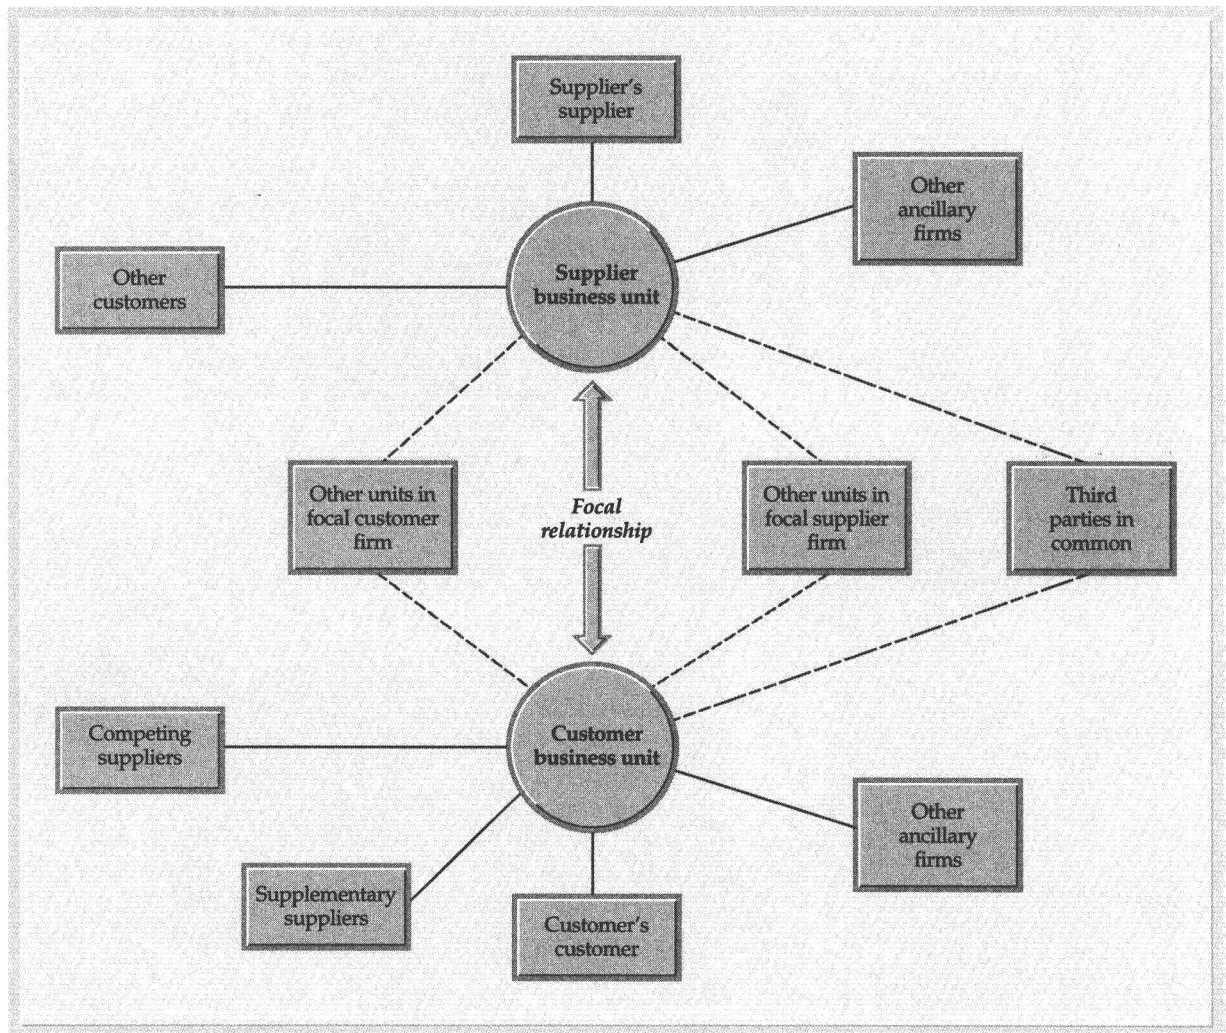 Supplier's
supplier
Other
ancillary
firms
Other
customers
Supplier
business unit
Other units in
focal customer
firm
Focal
relationship
Other units in
focal supplier
firm
Third
parties in
common
Competing
suppliers
Customer
business unit
Other
ancillary
firms
Supplementary
suppliers
Customer's
customer